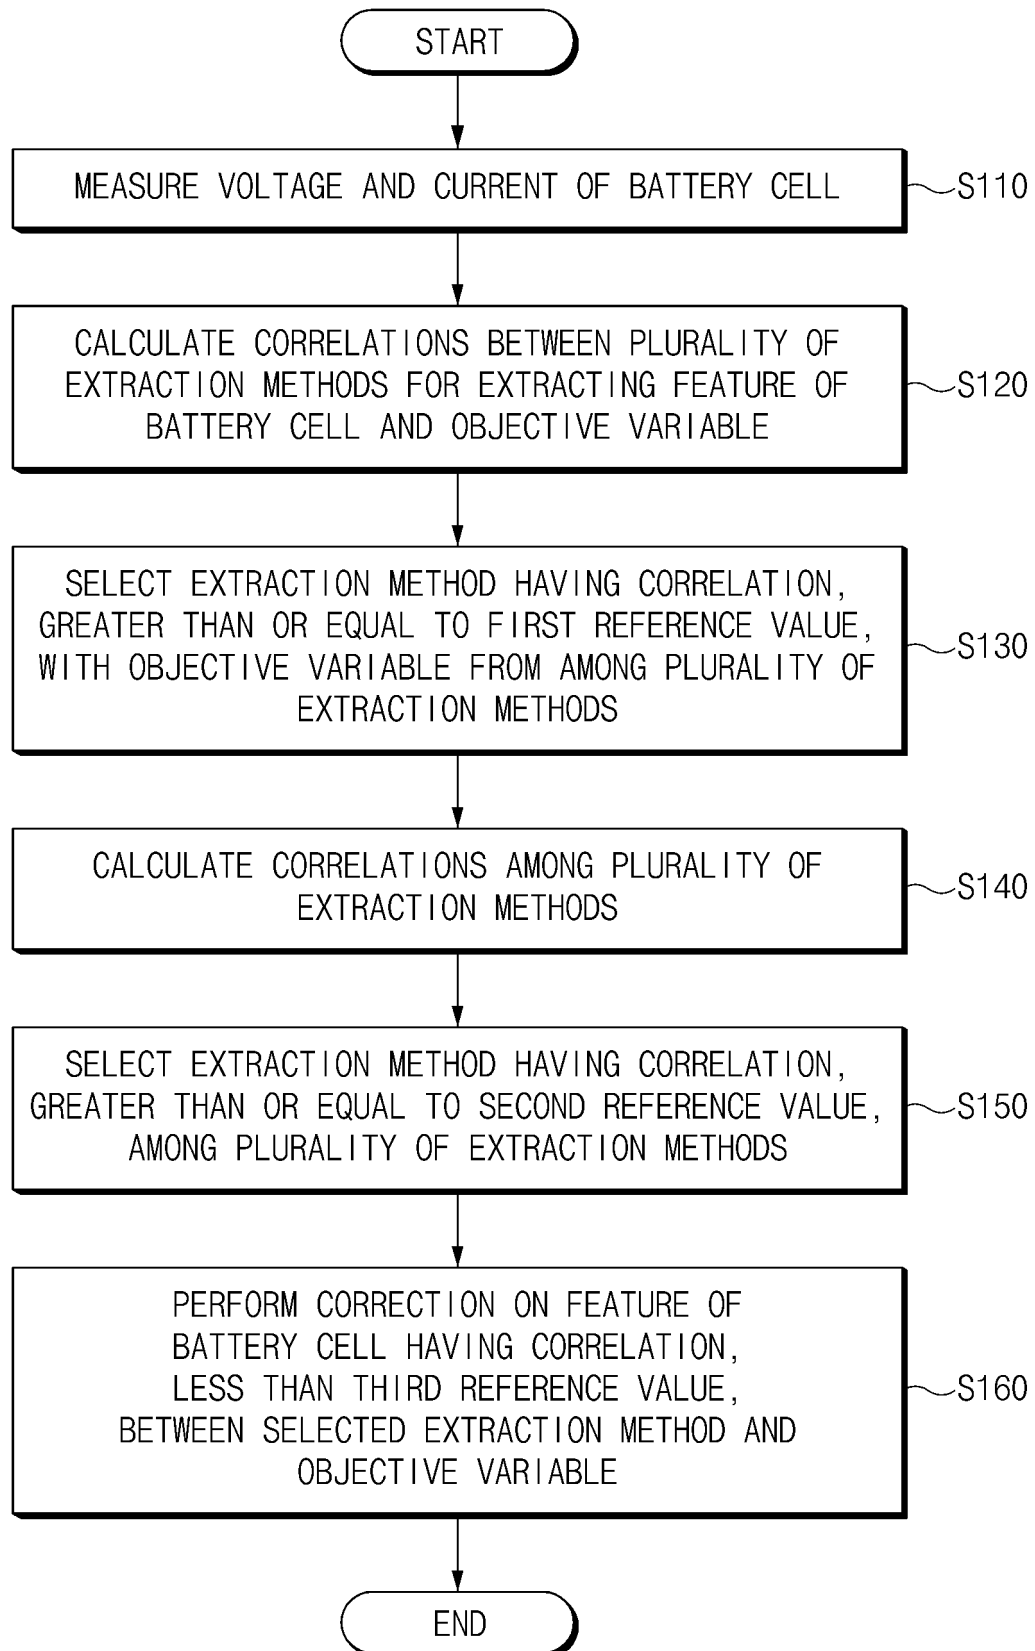 START
MEASURE VOLTAGE AND CURRENT OF BATTERY CELL
S110
CALCULATE CORRELATIONS BETWEEN PLURALITY OF
EXTRACTION METHODS FOR EXTRACTING FEATURE OF
BATTERY CELL AND OBJECTIVE VARIABLE
S120
SELECT EXTRACTION METHOD HAVING CORRELATION,
GREATER THAN OR EQUAL TO FIRST REFERENCE VALUE,
WITH OBJECTIVE VARIABLE FROM AMONG PLURALITY OF
EXTRACTION METHODS
S130
CALCULATE CORRELATIONS AMONG PLURALITY OF
EXTRACTION METHODS
S140
SELECT EXTRACTION METHOD HAVING CORRELATION,
GREATER THAN OR EQUAL TO SECOND REFERENCE VALUE,
AMONG PLURALITY OF EXTRACTION METHODS
S150
PERFORM CORRECTION ON FEATURE OF
BATTERY CELL HAVING CORRELATION,
LESS THAN THIRD REFERENCE VALUE,
BETWEEN SELECTED EXTRACTION METHOD AND
OBJECTIVE VARIABLE
S160
END